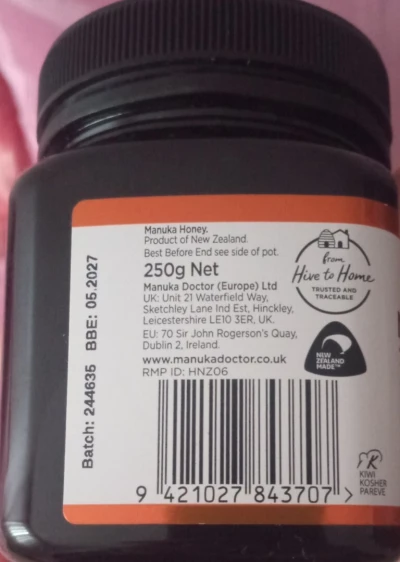 Manuka Honey.
Product of New Zealand.
Best Before End see side of pot.
250g Net
Manuka Doctor (Europe) Ltd
UK: Unit 21 Waterfield Way,
Sketchley Lane Ind Est, Hinckley,
Leicestershire LE10 3ER, UK.
EU: 70 Sir John Rogerson's Quay,
Dublin 2, Ireland.
www.manukadoctor.co.uk
RMP ID: HNZ06
from
Hive to Home
TRUSTED AND
TRACEABLE
NEW
ZEALAND
MADE™
9 421027 843707 >
K
KIWI
KOSHER
PAREVE
Batch: 244635 BBE: 05.2027